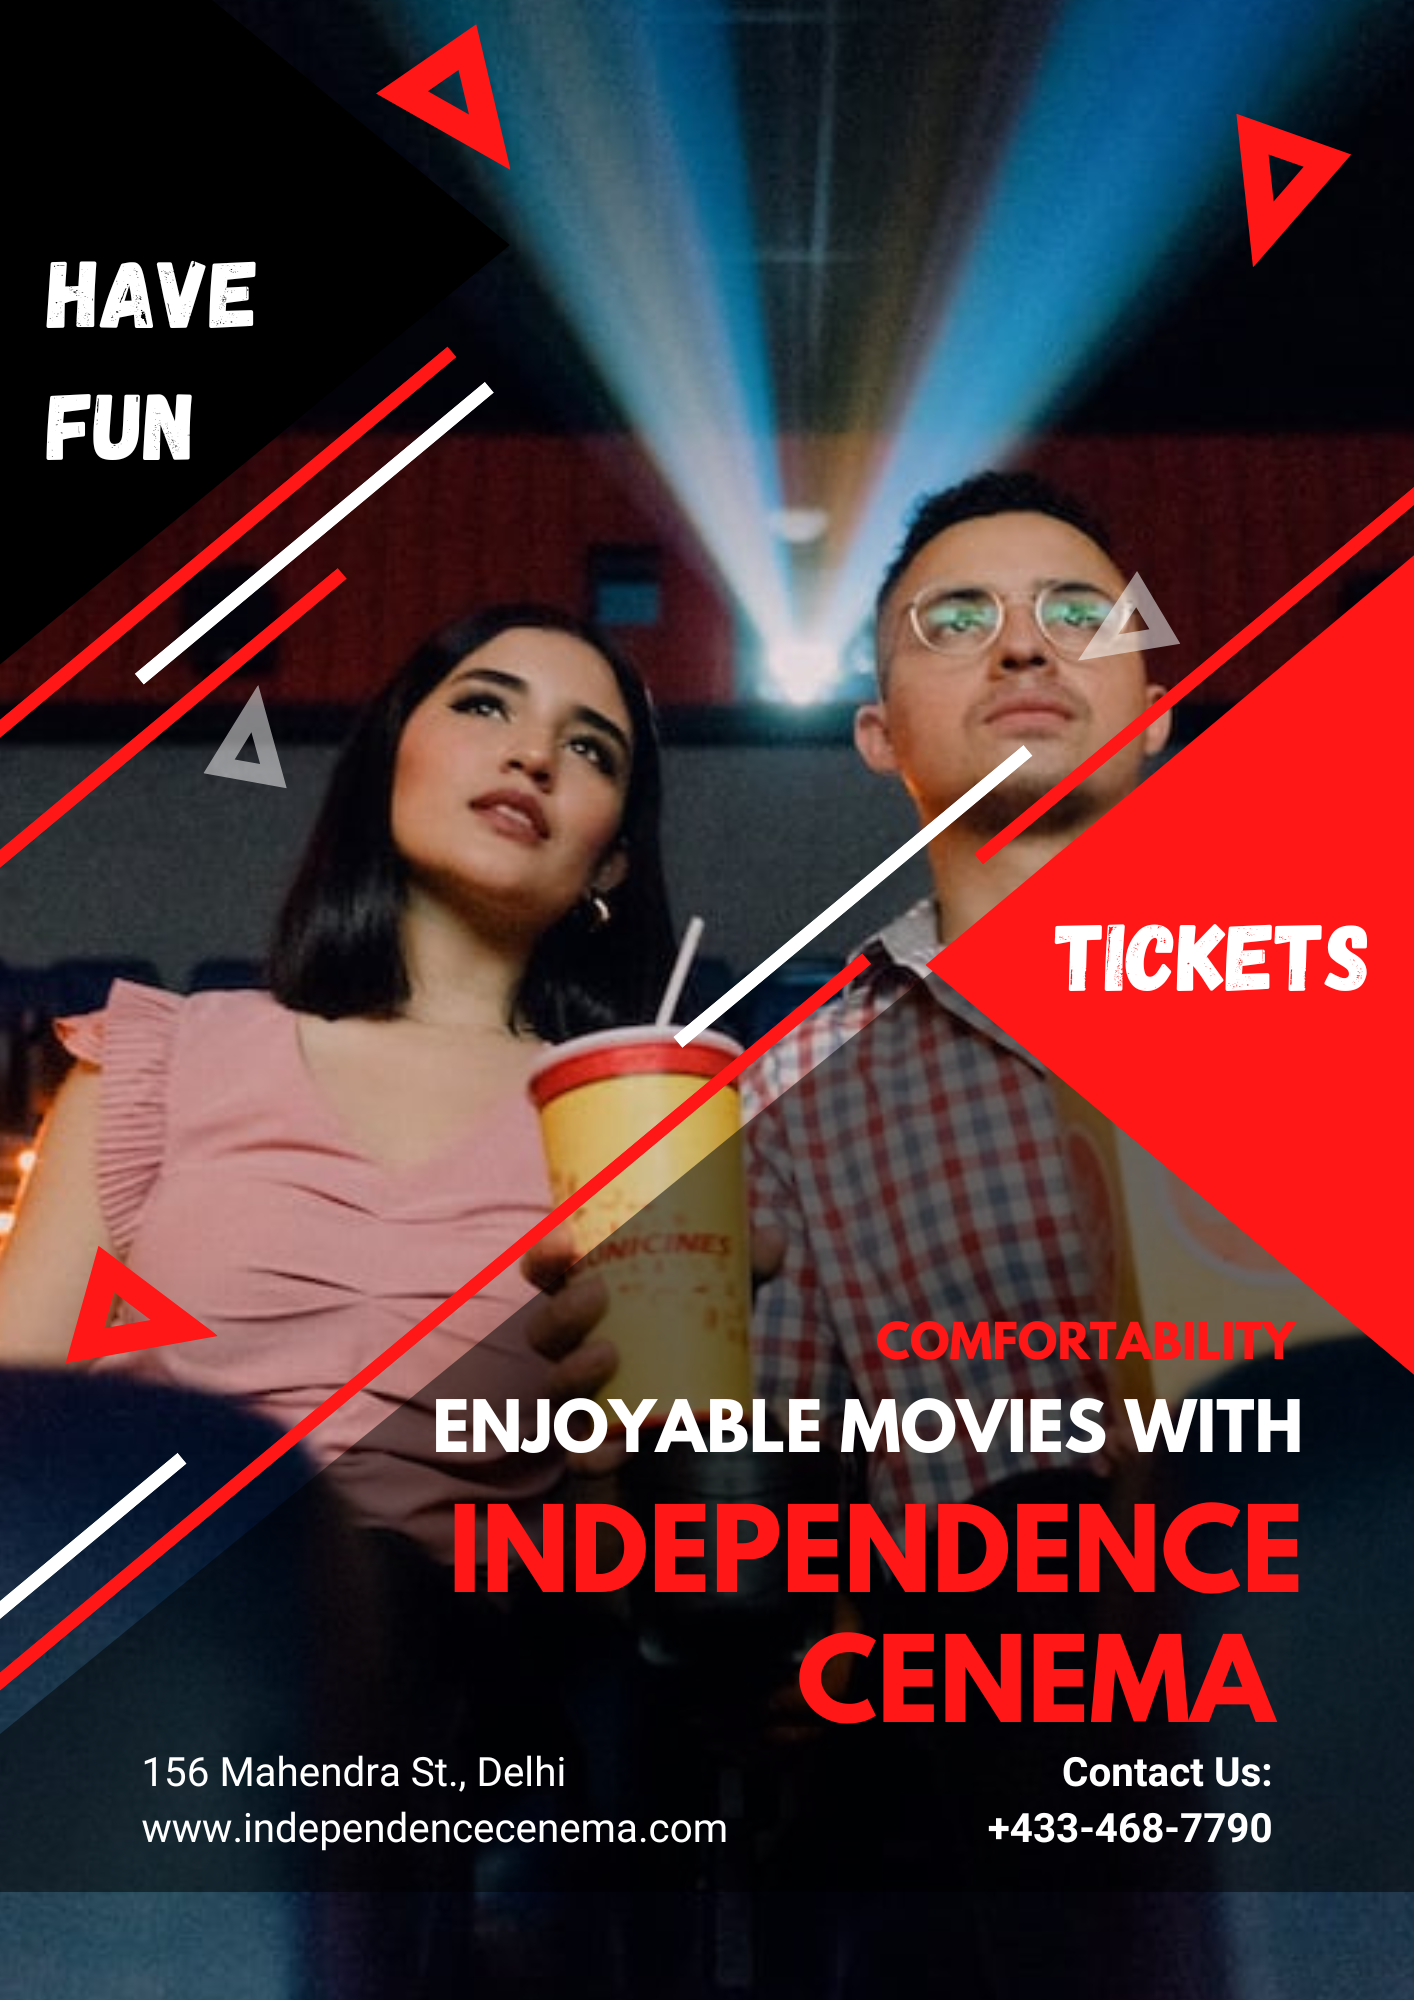 HAVE
FUN
TICKETS
UNICINES
COMFORTABILITY
ENJOYABLE MOVIES WITH
INDEPENDENCE
CENEMA
156 Mahendra St., Delhi
www.independencecenema.com
Contact Us:
+433-468-7790